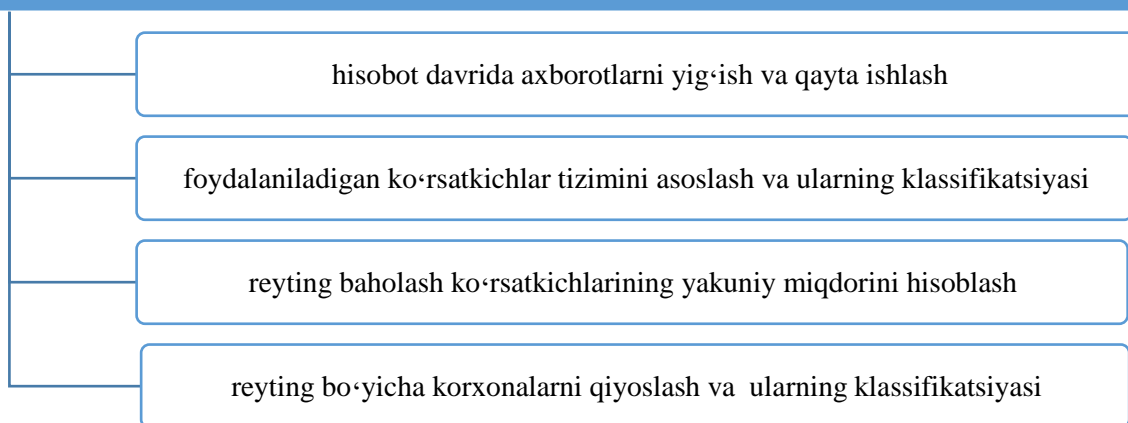 hisobot davrida axborotlarni yig‘ish va qayta ishlash
foydalaniladigan ko‘rsatkichlar tizimini asoslash va ularning klassifikatsiyasi
reyting baholash ko‘rsatkichlarining yakuniy miqdorini hisoblash
reyting bo‘yicha korxonalarni qiyoslash va ularning klassifikatsiyasi